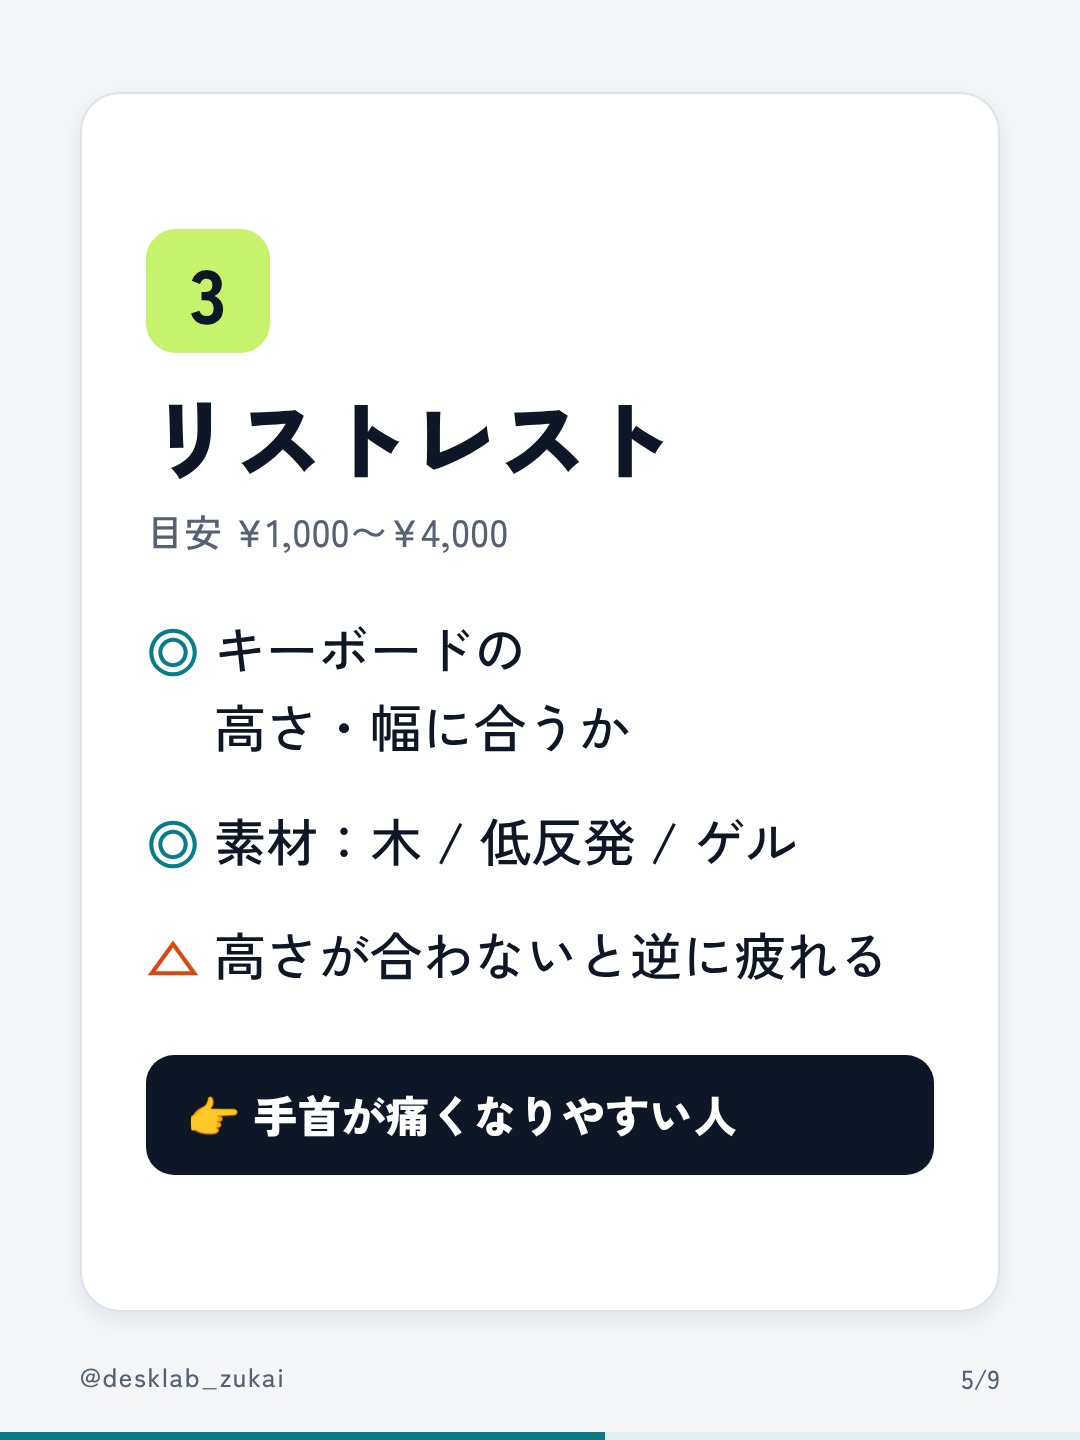 3
リストレスト
目安 ¥1,000〜¥4,000
◎ キーボードの
高さ・幅に合うか
◎ 素材：木 / 低反発 / ゲル
△ 高さが合わないと逆に疲れる
👉 手首が痛くなりやすい人
@desklab_zukai
5/9